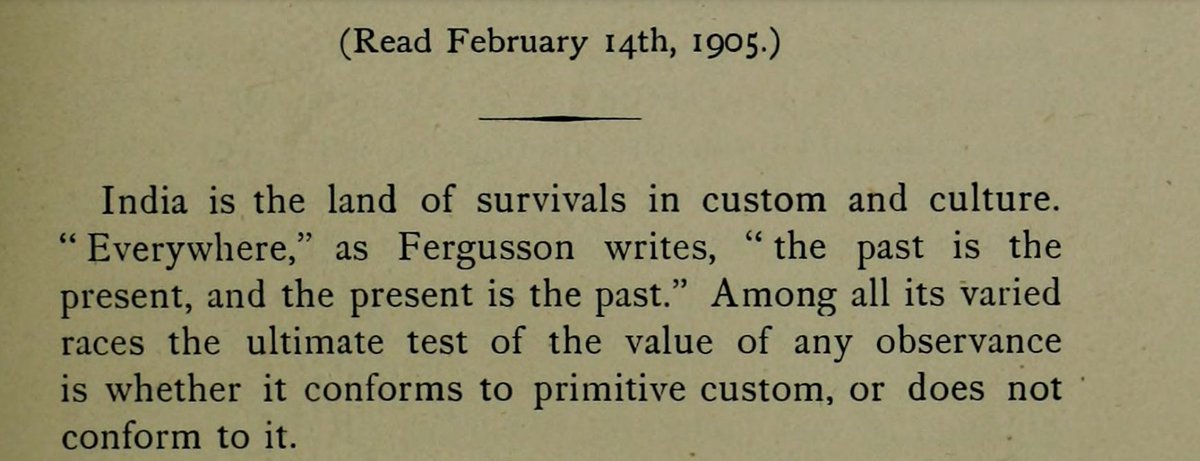 (Read February 14th, 1905.)
India is the land of survivals in custom and culture.
“Everywhere,” as Fergusson writes, “the past is the
present, and the present is the past.” Among all its varied
races the ultimate test of the value of any observance
is whether it conforms to primitive custom, or does not
conform to it.